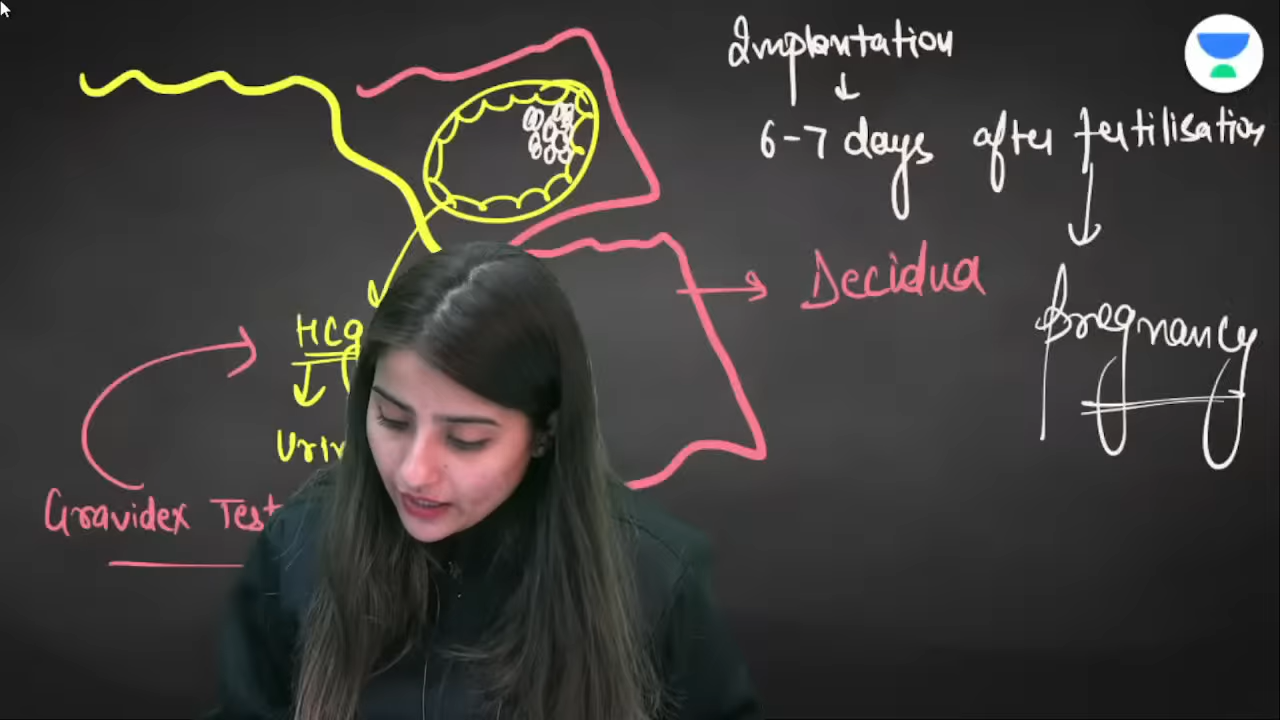 Implantation
6-7 days after fertilisation
Decidua
Pregnancy
HCG
Gravidex Test